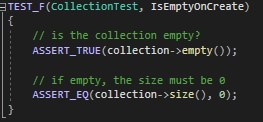 TEST_F(CollectionTest, IsEmptyOnCreate)
{
// is the collection empty?
ASSERT_TRUE(collection->empty());
// if empty, the size must be 0
ASSERT_EQ(collection->size(), 0);
}